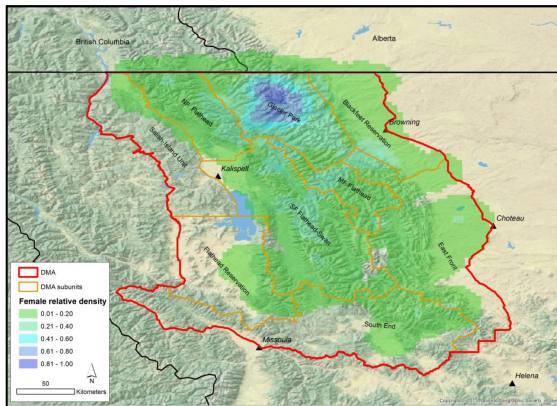 British Columbia
Alberta
Glacier Park
NF Flathead
Blackfeet Reservation
Browning
Salish-Island Unit
Kalispell
MF Flathead
SF Flathead-Swan
Choteau
East Front
Flathead Reservation
South End
Missoula
Helena
DMA
DMA subunits
Female relative density
0.01 - 0.20
0.21 - 0.40
0.41 - 0.60
0.61 - 0.80
0.81 - 1.00
N
50
Kilometers